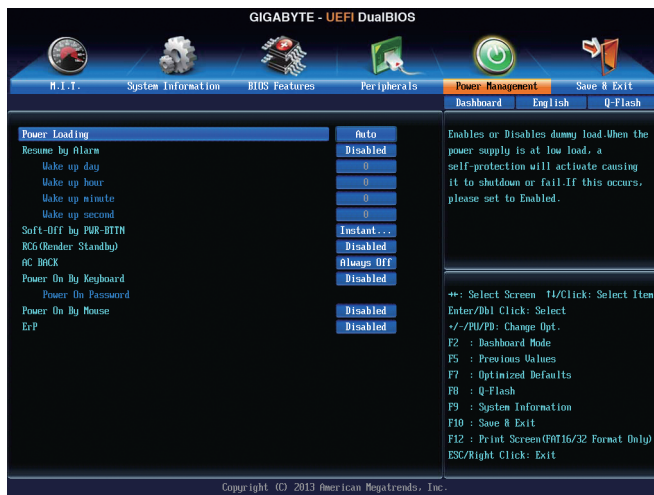 GIGABYTE - UEFI DualBIOS
M.I.T. System Information BIOS Features Peripherals Power Management Save & Exit
Dashboard English Q-Flash
Power Loading Auto
Resume by Alarm Disabled
Wake up day 0
Wake up hour 0
Wake up minute 0
Wake up second 0
Soft-Off by PWR-BTTN Instant...
RC6(Render Standby) Disabled
AC BACK Always Off
Power On By Keyboard Disabled
Power On Password
Power On By Mouse Disabled
ErP Disabled
Enables or Disables dummy load.When the
power supply is at low load, a
self-protection will activate causing
it to shutdown or fail.If this occurs,
please set to Enabled.
→←: Select Screen ↑↓/Click: Select Item
Enter/Dbl Click: Select
+/-/PU/PD: Change Opt.
F2 : Dashboard Mode
F5 : Previous Values
F7 : Optimized Defaults
F8 : Q-Flash
F9 : System Information
F10 : Save & Exit
F12 : Print Screen(FAT16/32 Format Only)
ESC/Right Click: Exit
Copyright (C) 2013 American Megatrends, Inc.